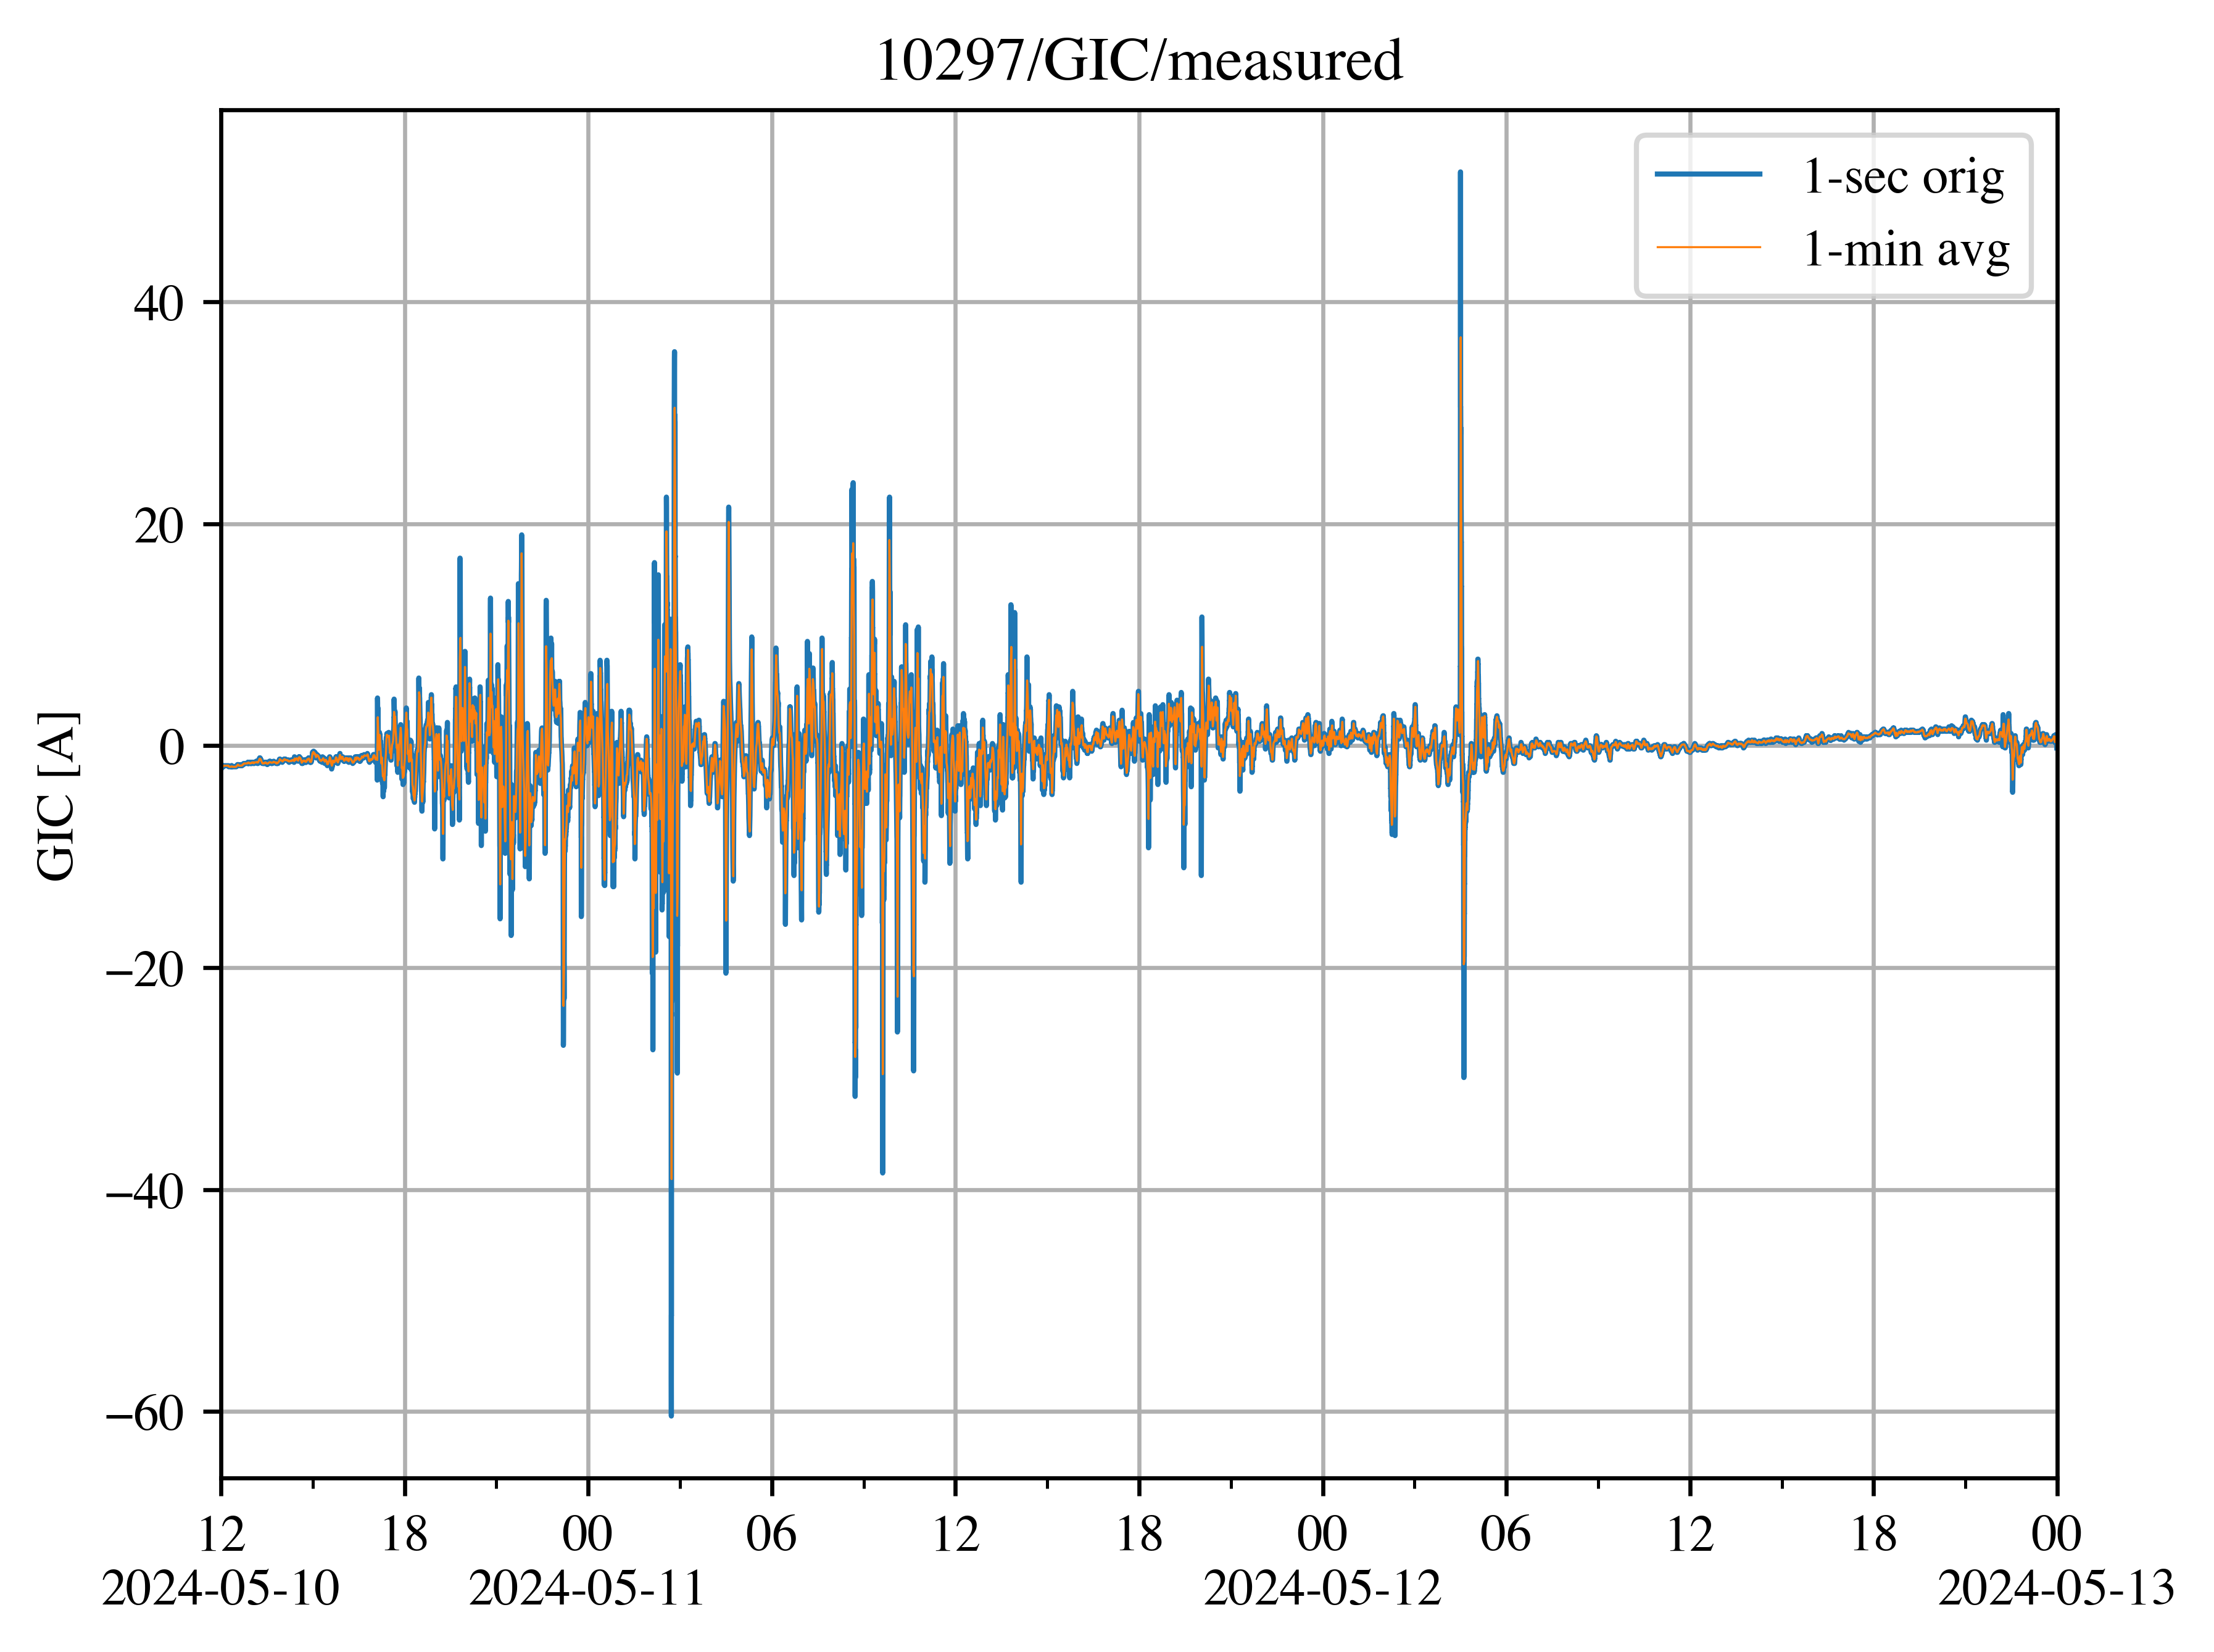 10297/GIC/measured
1-sec orig
1-min avg
GIC [A]
40
20
0
−20
−40
−60
12 18 00 06 12 18 00 06 12 18 00
2024-05-10 2024-05-11 2024-05-12 2024-05-13